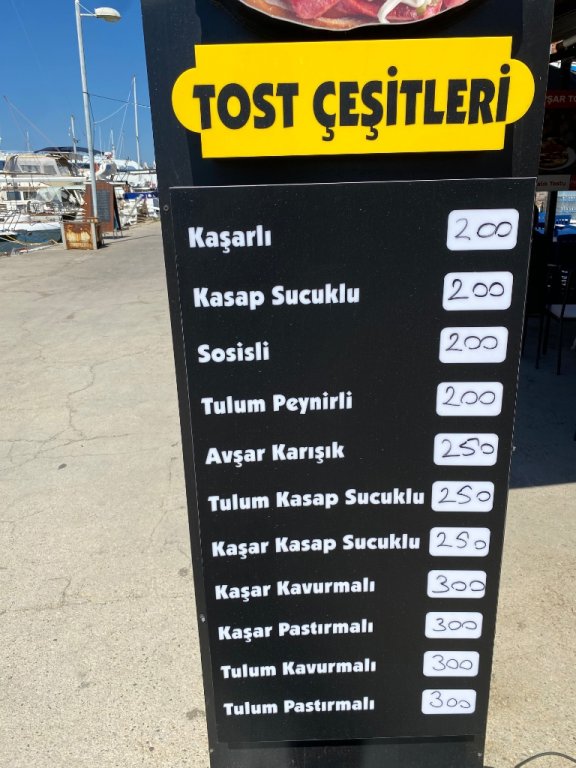 TOST ÇEŞİTLERİ
Kaşarlı 200
Kasap Sucuklu 200
Sosisli 200
Tulum Peynirli 200
Avşar Karışık 250
Tulum Kasap Sucuklu 250
Kaşar Kasap Sucuklu 250
Kaşar Kavurmalı 300
Kaşar Pastırmalı 300
Tulum Kavurmalı 300
Tulum Pastırmalı 300